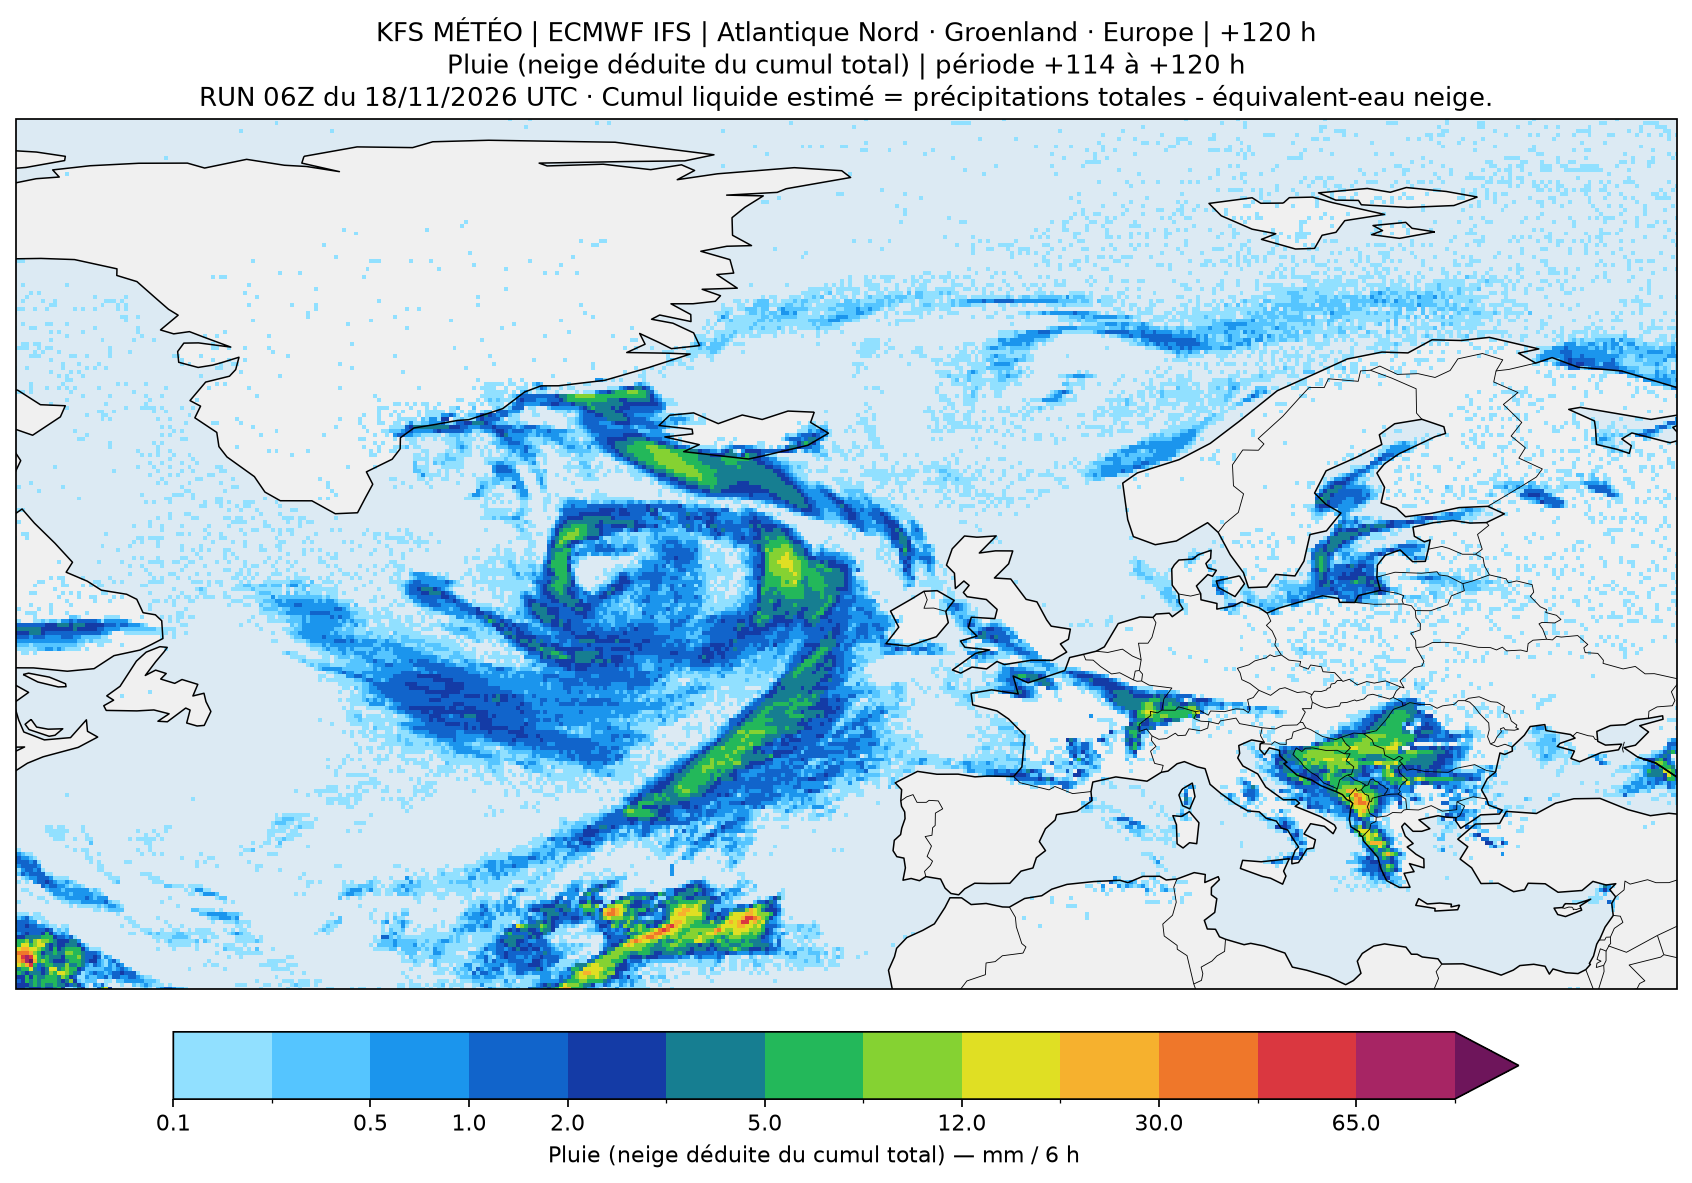 KFS MÉTÉO | ECMWF IFS | Atlantique Nord · Groenland · Europe | +120 h
Pluie (neige déduite du cumul total) | période +114 à +120 h
RUN 06Z du 18/11/2026 UTC · Cumul liquide estimé = précipitations totales - équivalent-eau neige.
0.1 0.5 1.0 2.0 5.0 12.0 30.0 65.0
Pluie (neige déduite du cumul total) — mm / 6 h